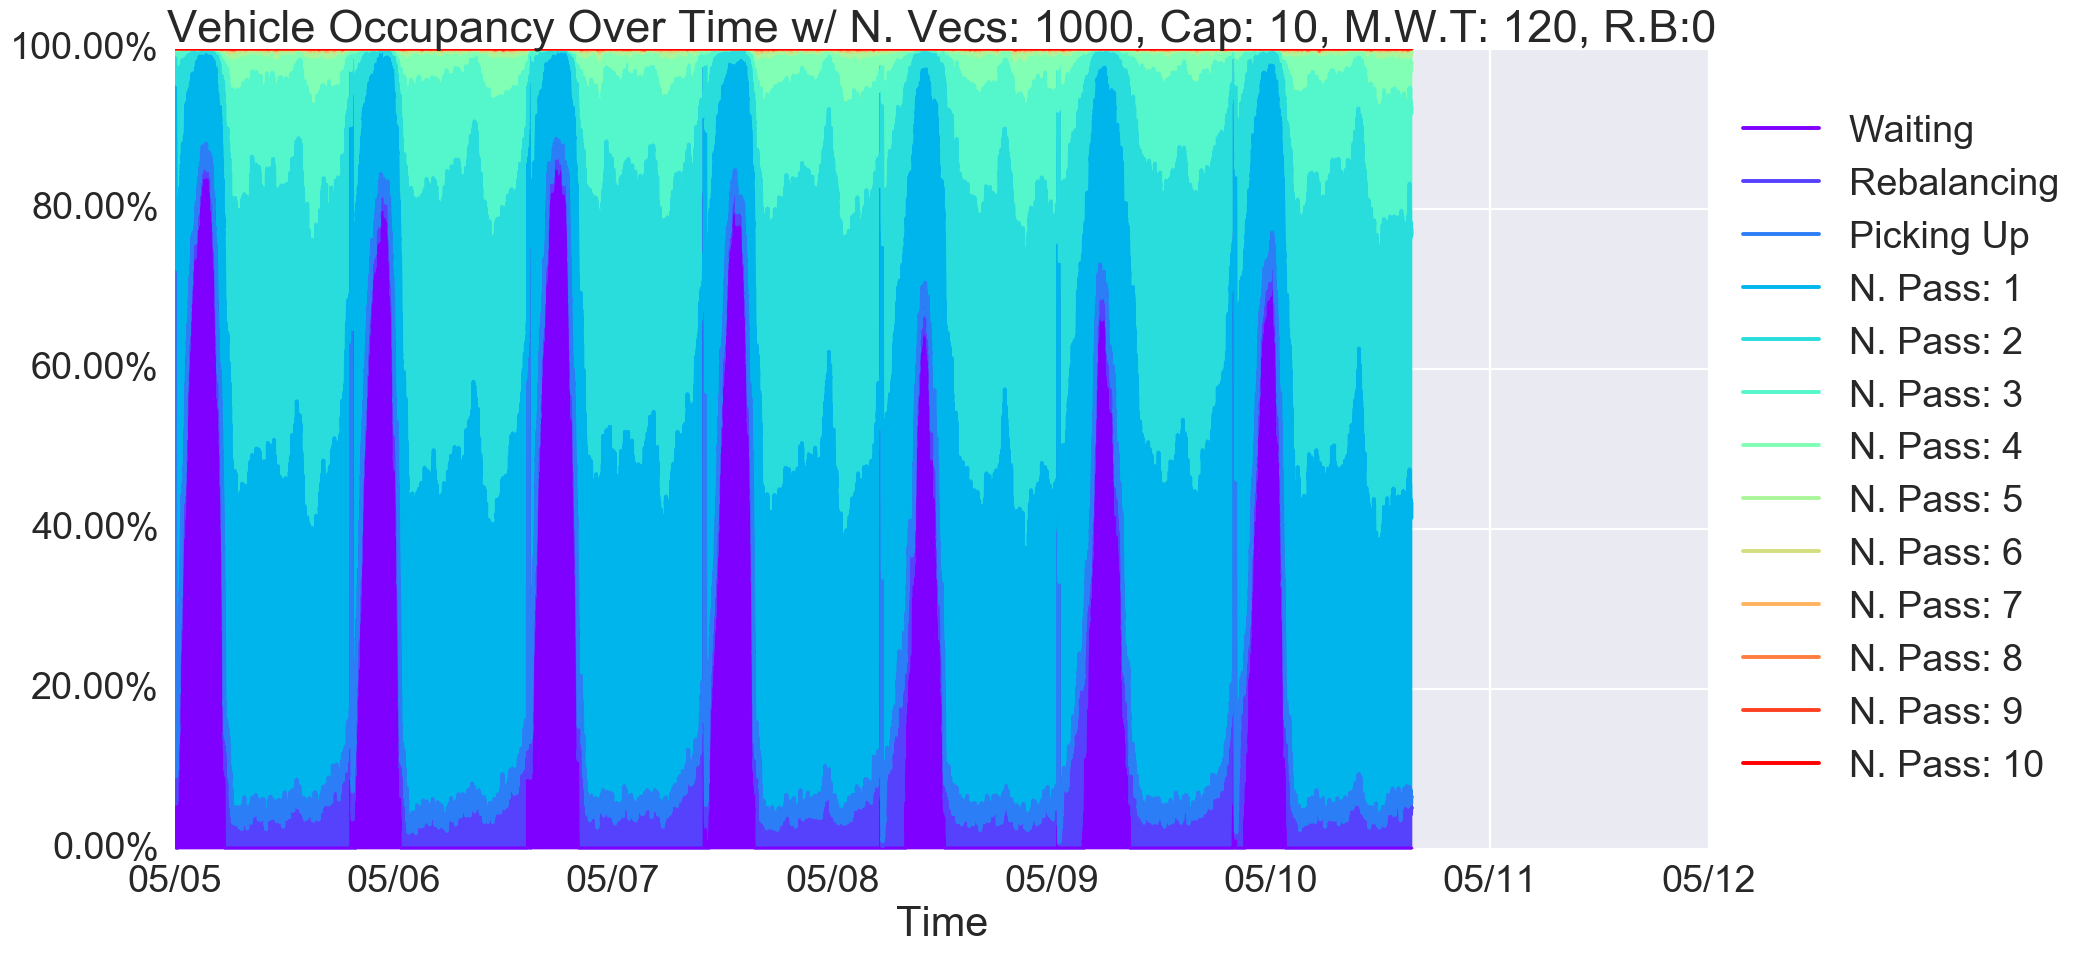 Vehicle Occupancy Over Time w/ N. Vecs: 1000, Cap: 10, M.W.T: 120, R.B:0
100.00%
80.00%
60.00%
40.00%
20.00%
0.00%
05/05 05/06 05/07 05/08 05/09 05/10 05/11 05/12
Time
Waiting
Rebalancing
Picking Up
N. Pass: 1
N. Pass: 2
N. Pass: 3
N. Pass: 4
N. Pass: 5
N. Pass: 6
N. Pass: 7
N. Pass: 8
N. Pass: 9
N. Pass: 10